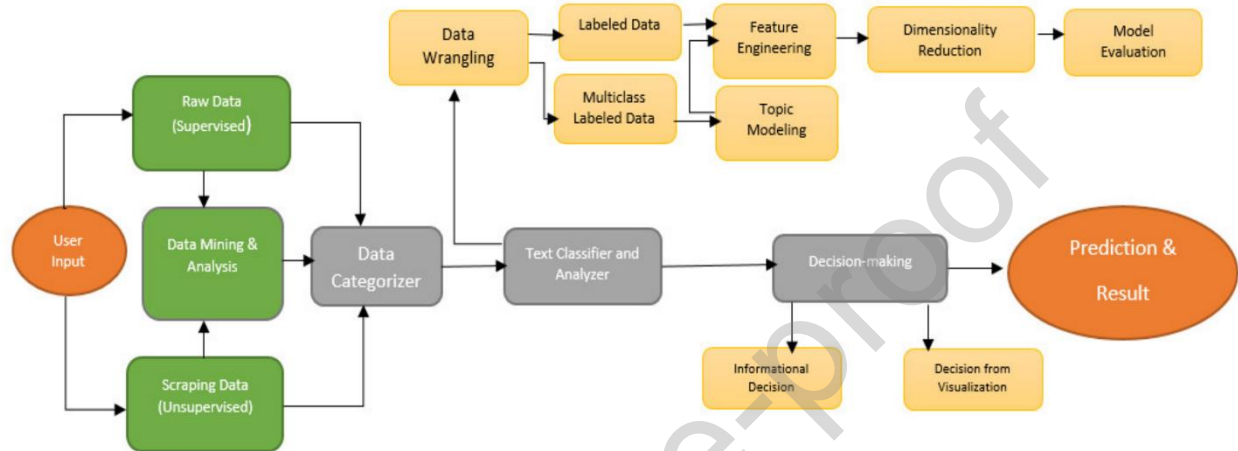 Data
Wrangling
Labeled Data
Feature
Engineering
Dimensionality
Reduction
Model
Evaluation
Multiclass
Labeled Data
Topic
Modeling
Raw Data
(Supervised)
User
Input
Data Mining &
Analysis
Data
Categorizer
Text Classifier and
Analyzer
Decision-making
Prediction &
Result
Scraping Data
(Unsupervised)
Informational
Decision
Decision from
Visualization
e-proof